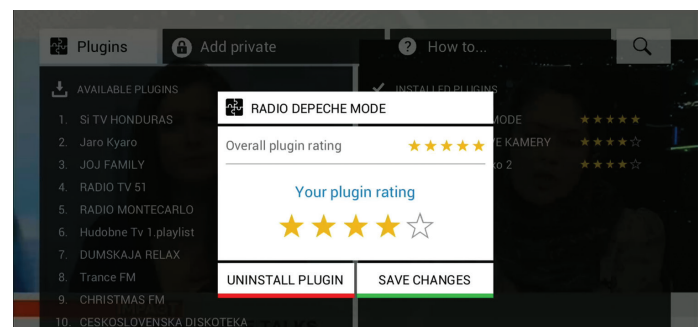 Plugins
Add private
How to...
AVAILABLE PLUGINS
1. Si TV HONDURAS
2. Jaro Kyaro
3. JOJ FAMILY
4. RADIO TV 51
5. RADIO MONTECARLO
6. Hudobne Tv 1.playlist
7. DUMSKAJA RELAX
8. Trance FM
9. CHRISTMAS FM
10. CESKOSLOVENSKA DISKOTEKA
INSTALLED PLUGINS
MODE
KAMERY
2
RADIO DEPECHE MODE
Overall plugin rating
Your plugin rating
UNINSTALL PLUGIN
SAVE CHANGES